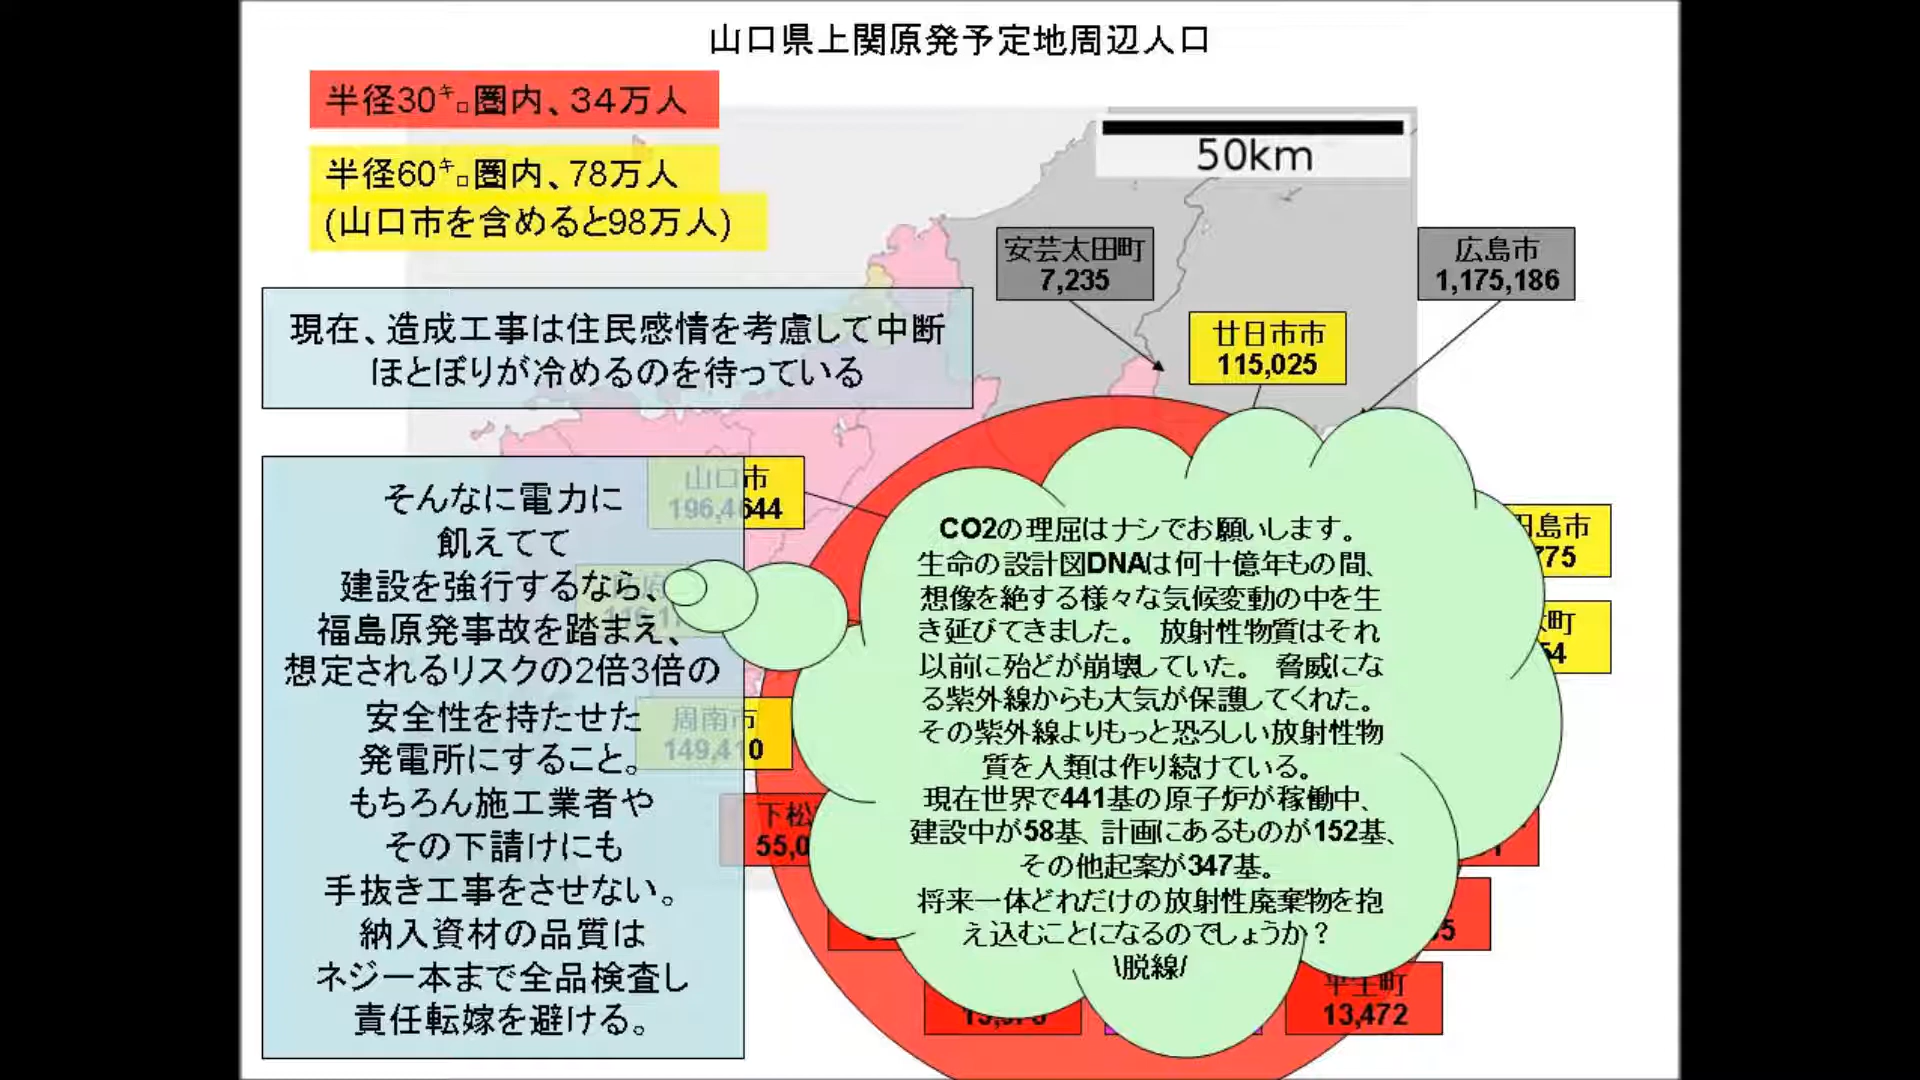 山口県上関原発予定地周辺人口
半径30㌔圏内、34万人
半径60㌔圏内、78万人
(山口市を含めると98万人)
50km
安芸太田町
7,235
広島市
1,175,186
廿日市市
115,025
現在、造成工事は住民感情を考慮して中断
ほとぼりが冷めるのを待っている
山口市
そんなに電力に
飢えてて
建設を強行するなら、
福島原発事故を踏まえ、
想定されるリスクの2倍3倍の
安全性を持たせた
発電所にすること。
もちろん施工業者や
その下請けにも
手抜き工事をさせない。
納入資材の品質は
ネジ一本まで全品検査し
責任転嫁を避ける。
周南市
149,410
下松
55,0
CO2の理屈はナシでお願いします。
生命の設計図DNAは何十億年もの間、
想像を絶する様々な気候変動の中を生
き延びてきました。 放射性物質はそれ
以前に殆どが崩壊していた。 脅威にな
る紫外線からも大気が保護してくれた。
その紫外線よりもっと恐ろしい放射性物
質を人類は作り続けている。
現在世界で441基の原子炉が稼働中、
建設中が58基、計画にあるものが152基、
その他起案が347基。
将来一体どれだけの放射性廃棄物を抱
え込むことになるのでしょうか?
\脱線/
島市
775
町
54
平生町
13,472